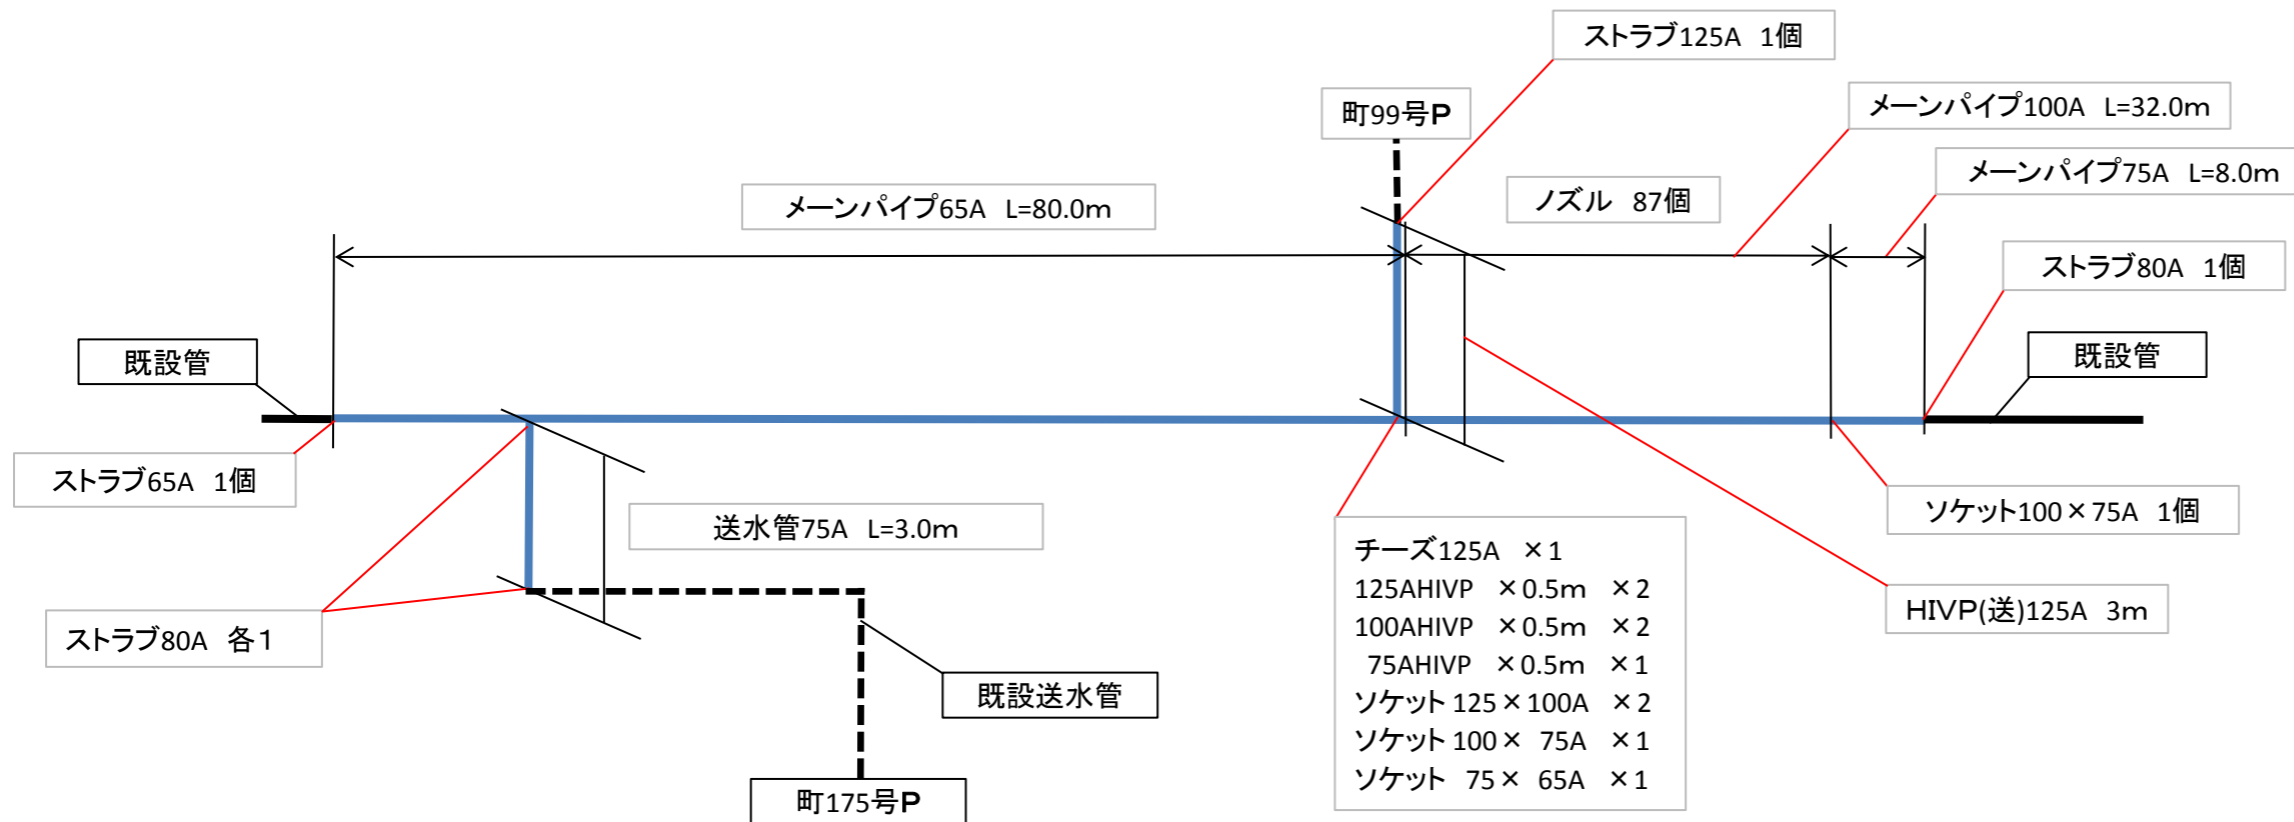 ストラブ125A 1個
町99号P
メーンパイプ100A L=32.0m
メーンパイプ75A L=8.0m
メーンパイプ65A L=80.0m
ノズル 87個
ストラブ80A 1個
既設管
既設管
ストラブ65A 1個
送水管75A L=3.0m
ソケット100×75A 1個
チーズ125A ×1
125AHIVP ×0.5m ×2
100AHIVP ×0.5m ×2
75AHIVP ×0.5m ×1
ソケット 125×100A ×2
ソケット 100× 75A ×1
ソケット 75× 65A ×1
HIVP(送)125A 3m
ストラブ80A 各1
既設送水管
町175号P